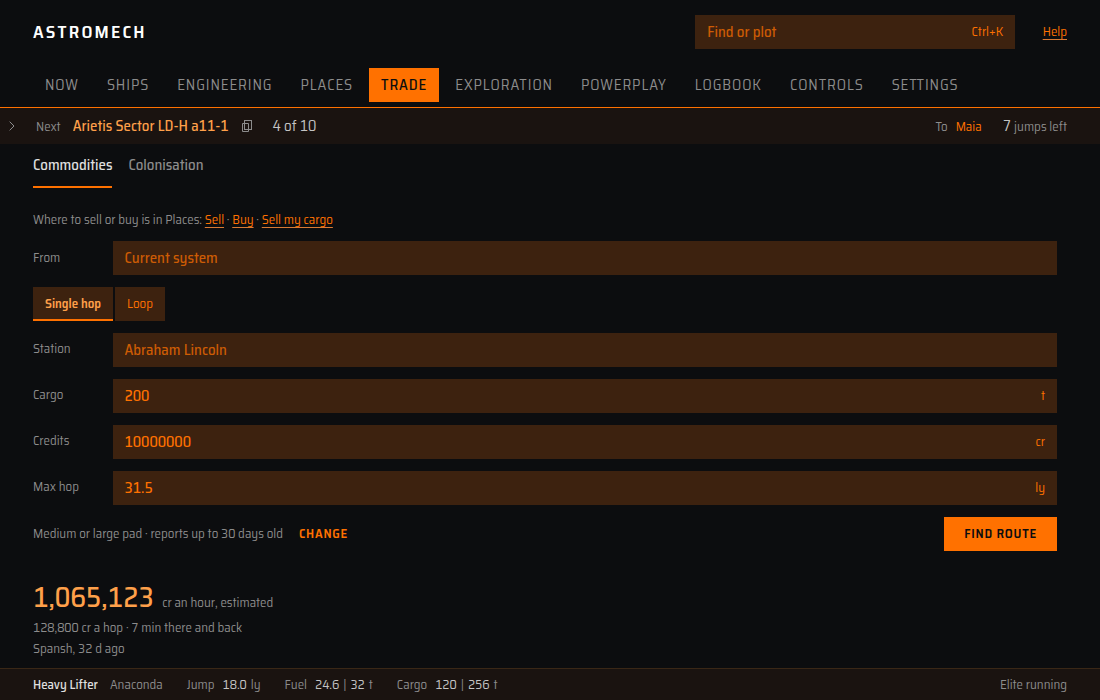 ASTROMECH
Find or plot Ctrl+K Help
NOW SHIPS ENGINEERING PLACES TRADE EXPLORATION POWERPLAY LOGBOOK CONTROLS SETTINGS
Next Arietis Sector LD-H a11-1 4 of 10 To Maia 7 jumps left
Commodities Colonisation
Where to sell or buy is in Places: Sell · Buy · Sell my cargo
From Current system
Single hop Loop
Station Abraham Lincoln
Cargo 200 t
Credits 10000000 cr
Max hop 31.5 ly
Medium or large pad · reports up to 30 days old CHANGE FIND ROUTE
1,065,123 cr an hour, estimated
128,800 cr a hop · 7 min there and back
Spansh, 32 d ago
Heavy Lifter Anaconda Jump 18.0 ly Fuel 24.6 | 32 t Cargo 120 | 256 t Elite running